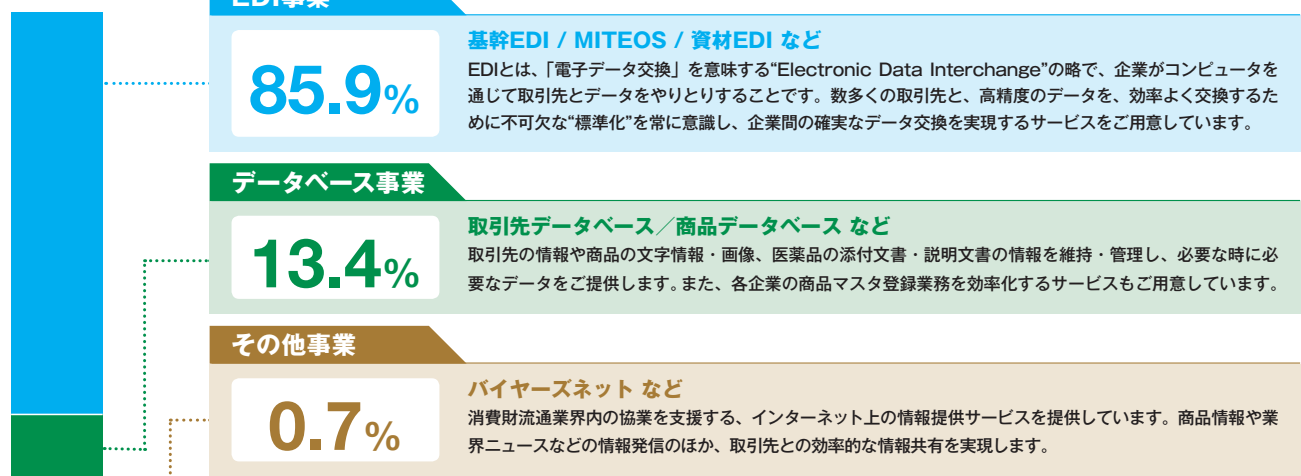 EDI事業
85.9%
基幹EDI / MITEOS / 資材EDI など
EDIとは、「電子データ交換」を意味する“Electronic Data Interchange”の略で、企業がコンピュータを
通じて取引先とデータをやりとりすることです。数多くの取引先と、高精度のデータを、効率よく交換するた
めに不可欠な“標準化”を常に意識し、企業間の確実なデータ交換を実現するサービスをご用意しています。
データベース事業
13.4%
取引先データベース／商品データベース など
取引先の情報や商品の文字情報・画像、医薬品の添付文書・説明文書の情報を維持・管理し、必要な時に必
要なデータをご提供します。また、各企業の商品マスタ登録業務を効率化するサービスもご用意しています。
その他事業
0.7%
バイヤーズネット など
消費財流通業界内の協業を支援する、インターネット上の情報提供サービスを提供しています。商品情報や業
界ニュースなどの情報発信のほか、取引先との効率的な情報共有を実現します。